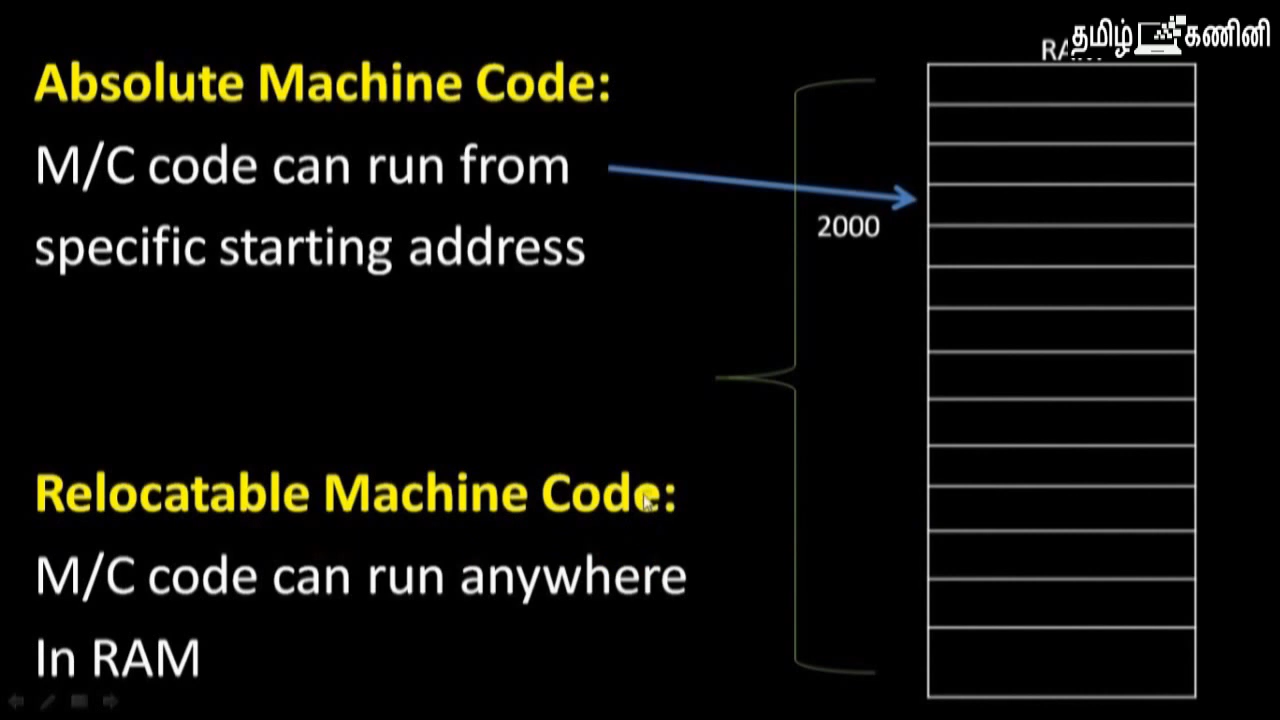 தமிழ் கணினி
Absolute Machine Code:
M/C code can run from
specific starting address
2000
Relocatable Machine Code:
M/C code can run anywhere
In RAM